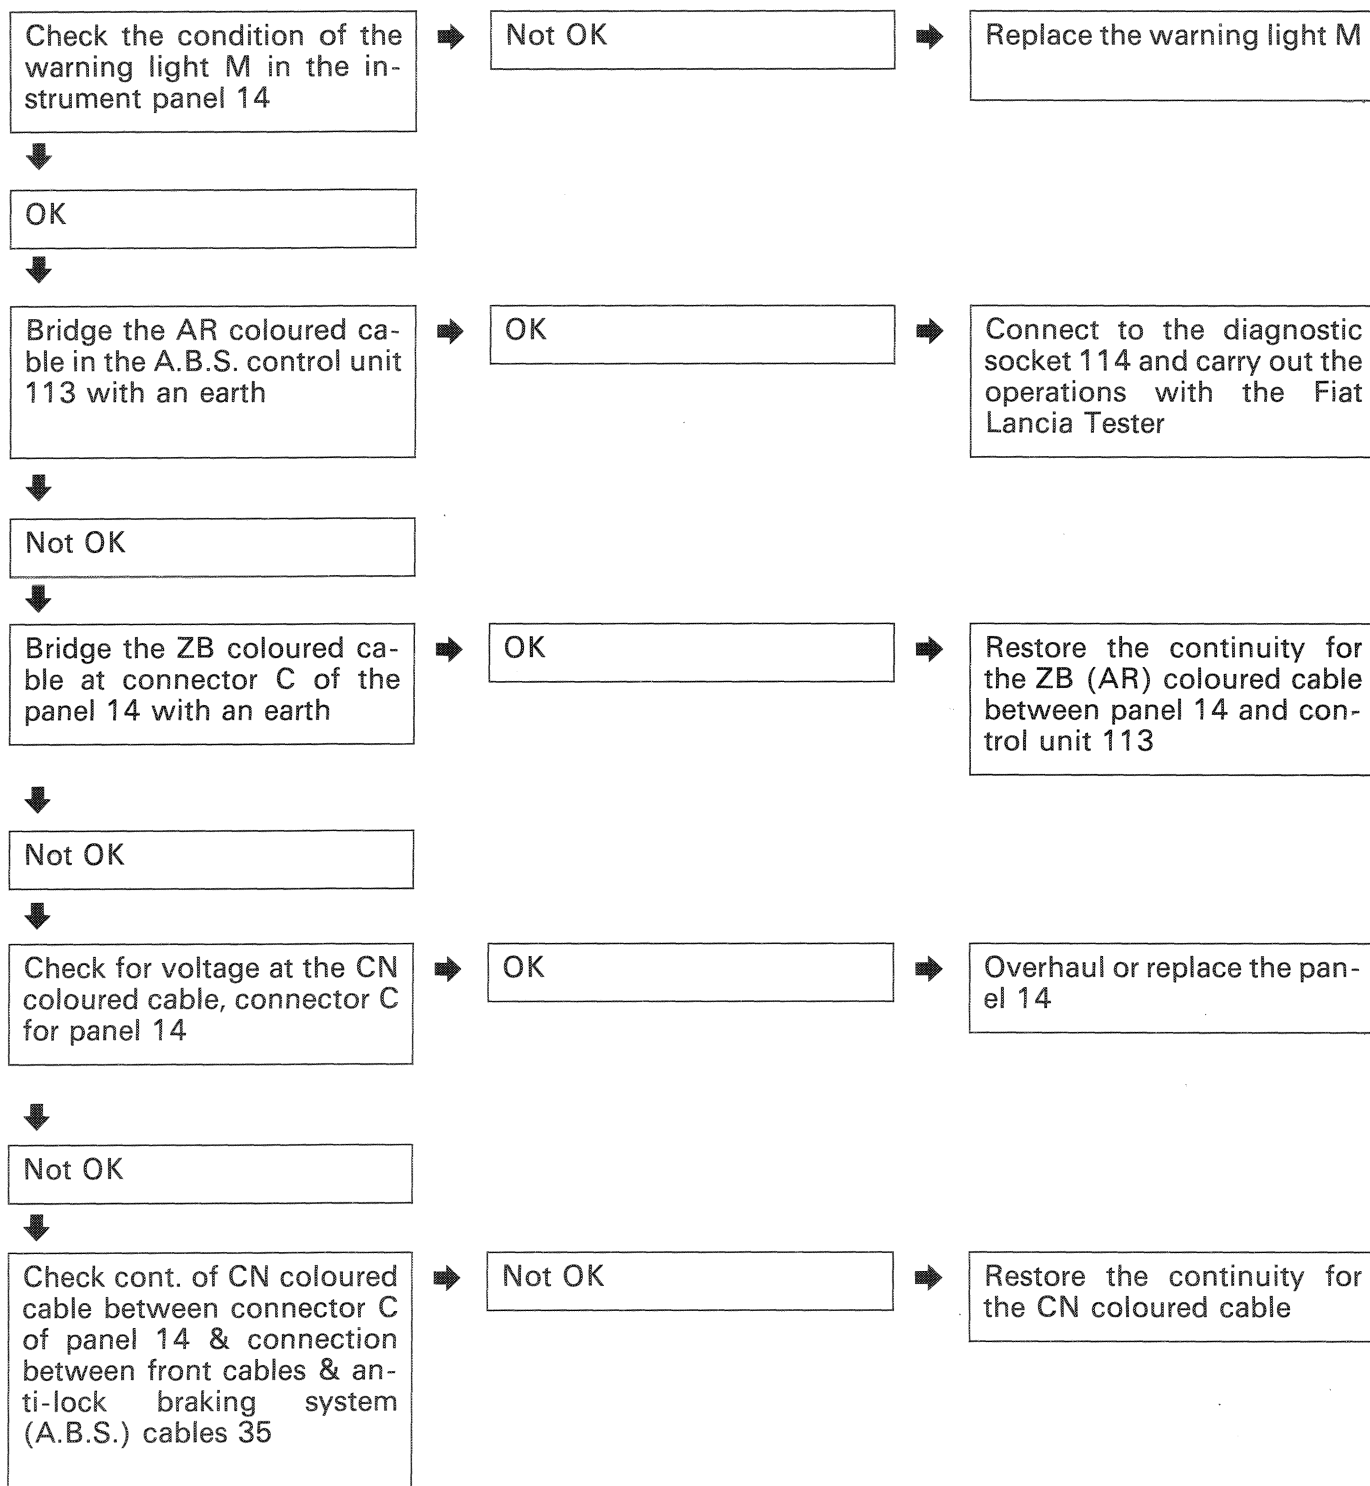 Check the condition of the
warning light M in the in-
strument panel 14
Not OK
Replace the warning light M
OK
Bridge the AR coloured ca-
ble in the A.B.S. control unit
113 with an earth
OK
Connect to the diagnostic
socket 114 and carry out the
operations with the Fiat
Lancia Tester
Not OK
Bridge the ZB coloured ca-
ble at connector C of the
panel 14 with an earth
OK
Restore the continuity for
the ZB (AR) coloured cable
between panel 14 and con-
trol unit 113
Not OK
Check for voltage at the CN
coloured cable, connector C
for panel 14
OK
Overhaul or replace the pan-
el 14
Not OK
Check cont. of CN coloured
cable between connector C
of panel 14 & connection
between front cables & an-
ti-lock braking system
(A.B.S.) cables 35
Not OK
Restore the continuity for
the CN coloured cable